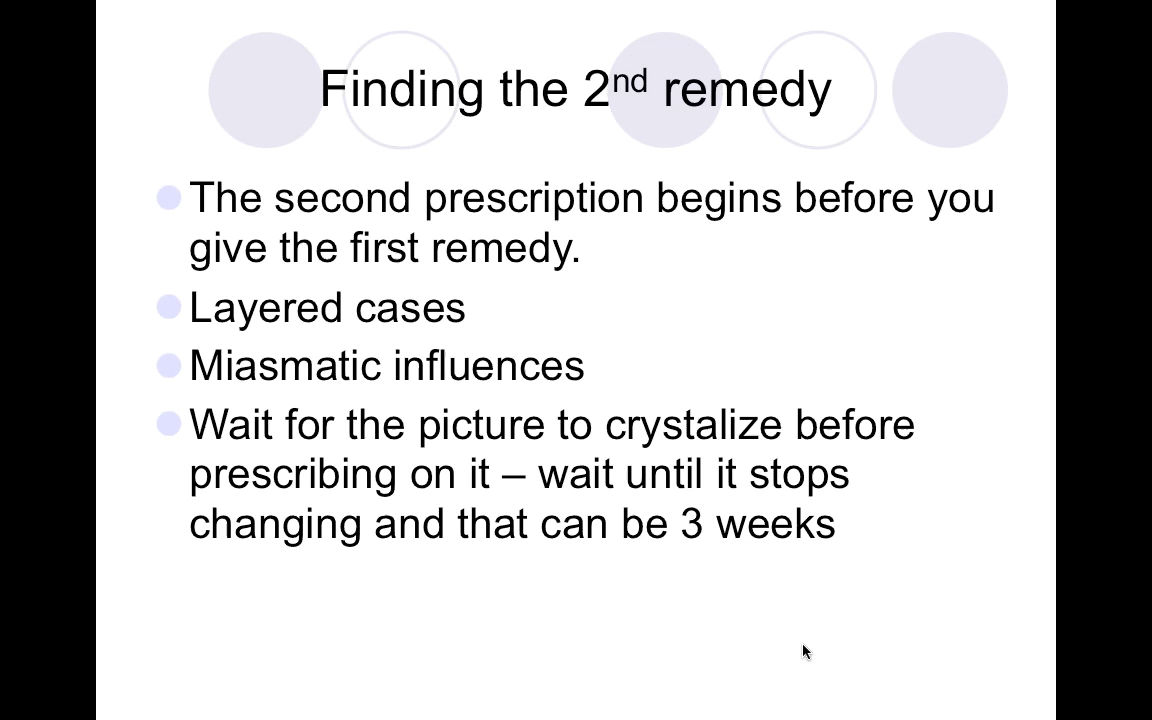 Finding the 2nd remedy
The second prescription begins before you
give the first remedy.
Layered cases
Miasmatic influences
Wait for the picture to crystalize before
prescribing on it – wait until it stops
changing and that can be 3 weeks